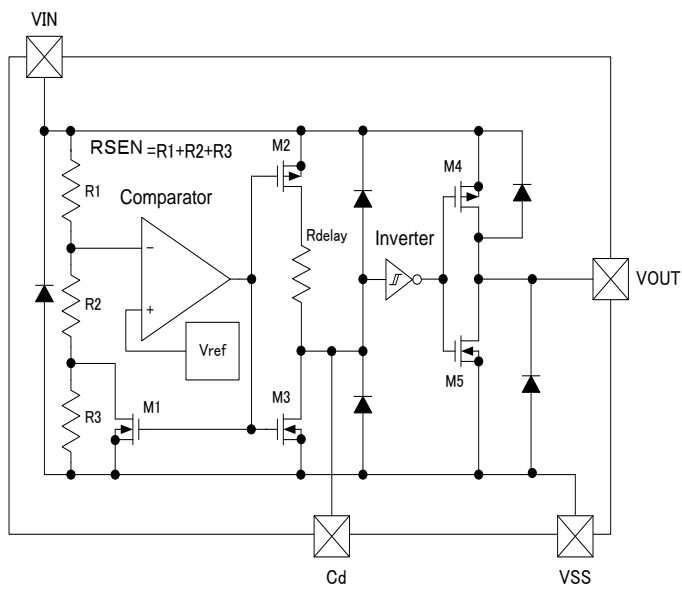 VIN
RSEN =R1+R2+R3
M2
M4
R1
Comparator
Rdelay
Inverter
−
VOUT
R2
+
Vref
M5
M3
M1
R3
Cd
VSS